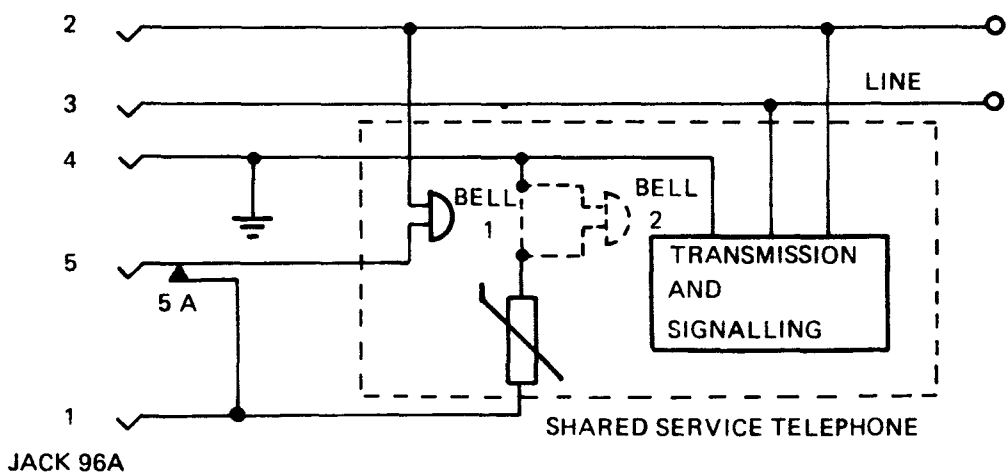 2
3
LINE
4
BELL
1
BELL
2
5
5 A
TRANSMISSION
AND
SIGNALLING
1
SHARED SERVICE TELEPHONE
JACK 96A